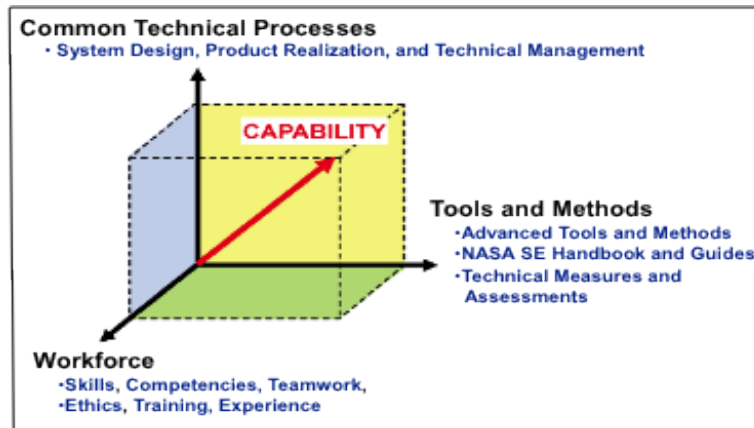 Common Technical Processes
• System Design, Product Realization, and Technical Management
CAPABILITY
Tools and Methods
•Advanced Tools and Methods
•NASA SE Handbook and Guides
•Technical Measures and
Assessments
Workforce
•Skills, Competencies, Teamwork,
•Ethics, Training, Experience